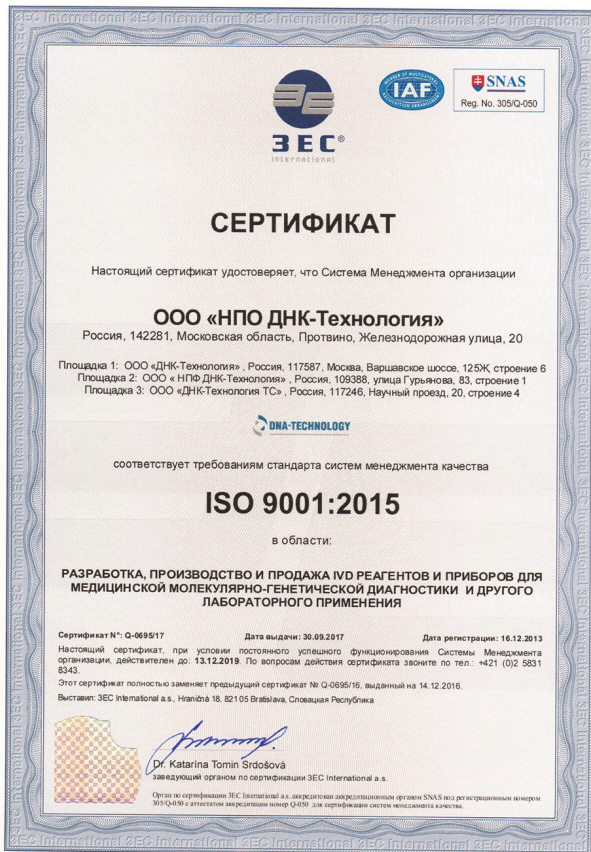 3EC International 3EC International 3EC International 3EC International
3EC®
international
MEMBER OF MULTILATERAL
IAF
RECOGNITION ARRANGEMENT
SNAS
Reg. No. 305/Q-050
СЕРТИФИКАТ
Настоящий сертификат удостоверяет, что Система Менеджмента организации
ООО «НПО ДНК-Технология»
Россия, 142281, Московская область, Протвино, Железнодорожная улица, 20
Площадка 1: ООО «ДНК-Технология» , Россия, 117587, Москва, Варшавское шоссе, 125Ж, строение 6
Площадка 2: ООО « НПФ ДНК-Технология» , Россия, 109388, улица Гурьянова, 83, строение 1
Площадка 3: ООО «ДНК-Технология ТС» , Россия, 117246, Научный проезд, 20, строение 4
DNA-TECHNOLOGY
соответствует требованиям стандарта систем менеджмента качества
ISO 9001:2015
в области:
РАЗРАБОТКА, ПРОИЗВОДСТВО И ПРОДАЖА IVD РЕАГЕНТОВ И ПРИБОРОВ ДЛЯ
МЕДИЦИНСКОЙ МОЛЕКУЛЯРНО-ГЕНЕТИЧЕСКОЙ ДИАГНОСТИКИ И ДРУГОГО
ЛАБОРАТОРНОГО ПРИМЕНЕНИЯ
Сертификат N°: Q-0695/17 Дата выдачи: 30.09.2017 Дата регистрации: 16.12.2013
Настоящий сертификат, при условии постоянного успешного функционирования Системы Менеджмента
организации, действителен до: 13.12.2019. По вопросам действия сертификата звоните по тел.: +421 (0)2 5831
8343.
Этот сертификат полностью заменяет предыдущий сертификат № Q-0695/16, выданный на 14.12.2016.
Выставил: 3EC International a.s., Hraničná 18, 821 05 Bratislava, Словацкая Республика
Dr. Katarína Tomin Srdošová
заведующий органом по сертификации 3EC International a.s.
Орган по сертификации 3EC International a.s. аккредитован аккредитационным органом SNAS под регистрационным номером
305/Q-050 с аттестатом аккредитации номер Q-050 для сертификации систем менеджмента качества.